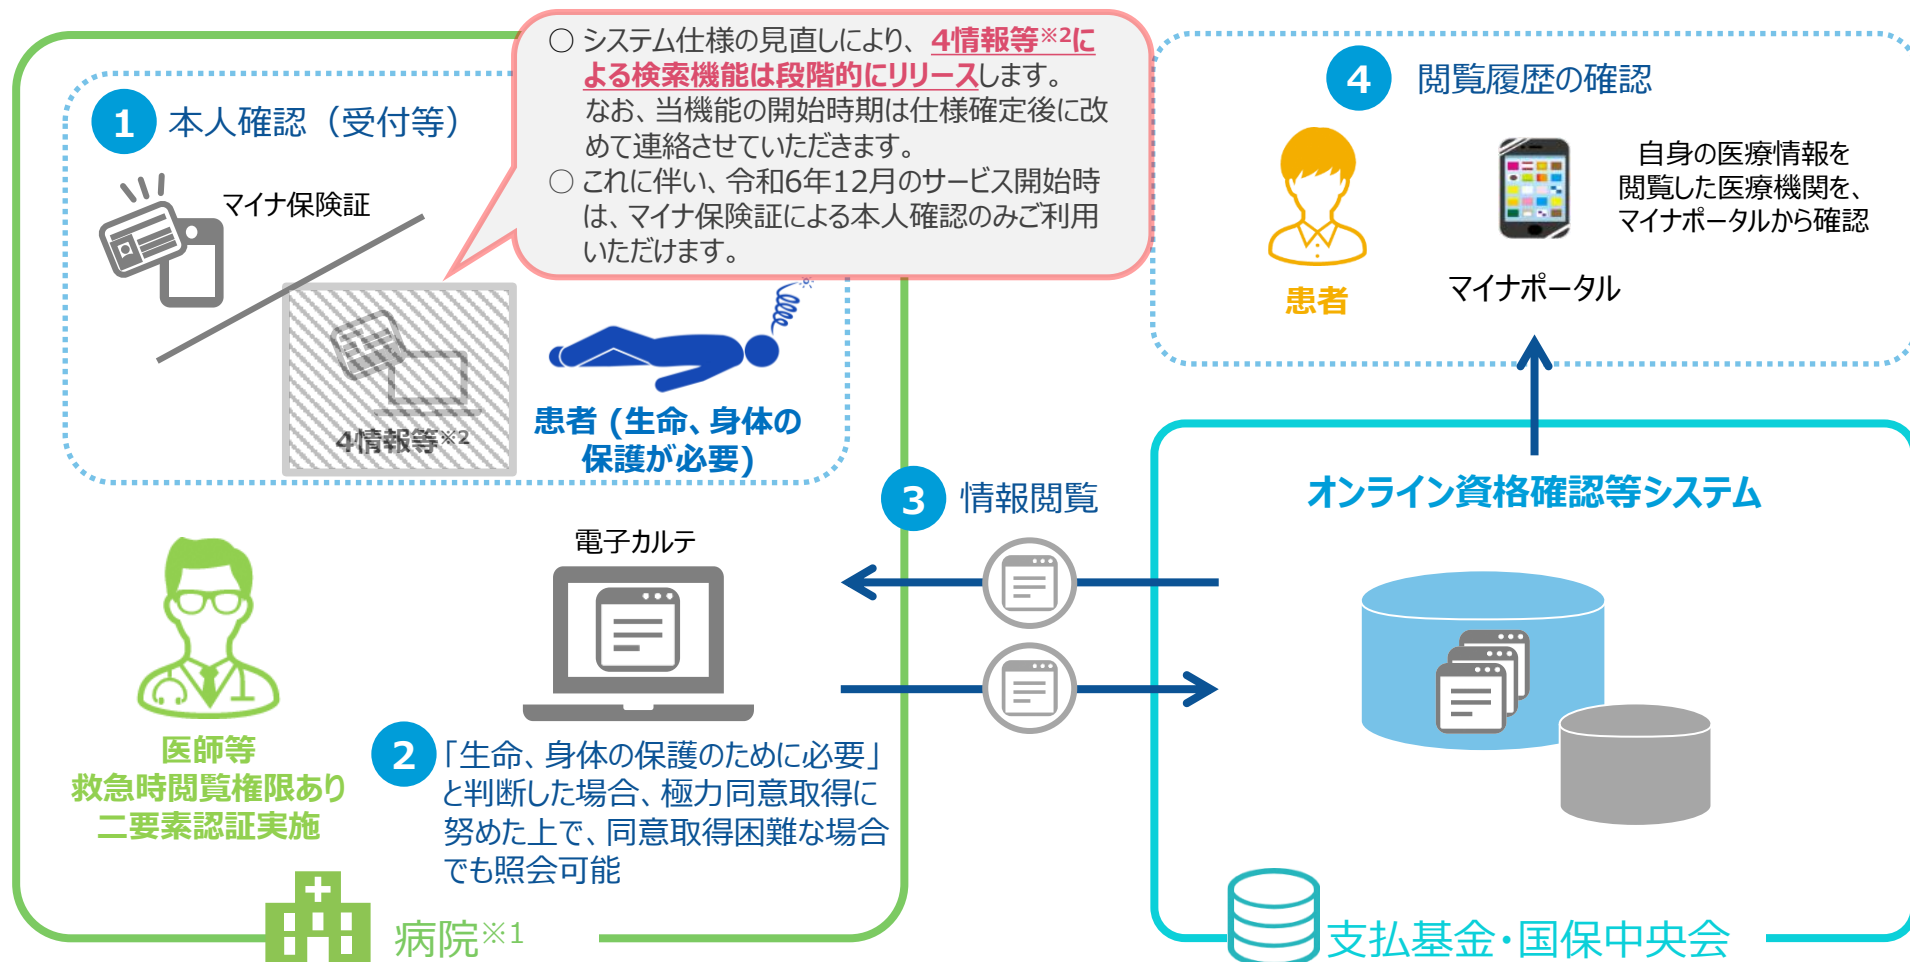 ○ システム仕様の見直しにより、4情報等※2に
よる検索機能は段階的にリリースします。
なお、当機能の開始時期は仕様確定後に改
めて連絡させていただきます。
○ これに伴い、令和6年12月のサービス開始時
は、マイナ保険証による本人確認のみご利用
いただけます。
1 本人確認（受付等）
マイナ保険証
4情報等※2
患者 (生命、身体の
保護が必要)
4 閲覧履歴の確認
自身の医療情報を
閲覧した医療機関を、
マイナポータルから確認
患者
マイナポータル
3 情報閲覧
オンライン資格確認等システム
電子カルテ
医師等
救急時閲覧権限あり
二要素認証実施
2 「生命、身体の保護のために必要」
と判断した場合、極力同意取得に
努めた上で、同意取得困難な場合
でも照会可能
病院※1
支払基金・国保中央会